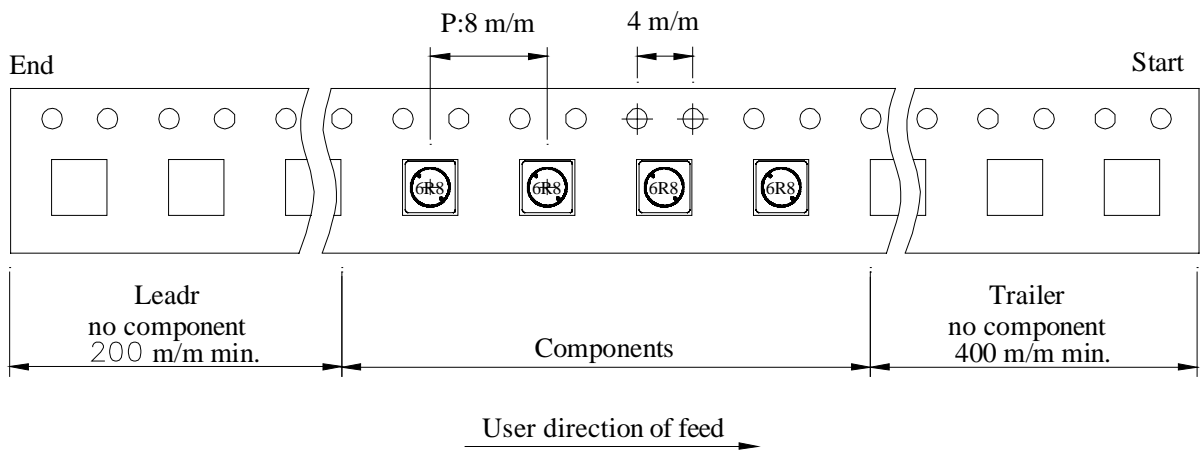 P:8 m/m
4 m/m
End
Start
6R8 6R8 6R8 6R8
Leadr
no component
200 m/m min.
Components
Trailer
no component
400 m/m min.
User direction of feed